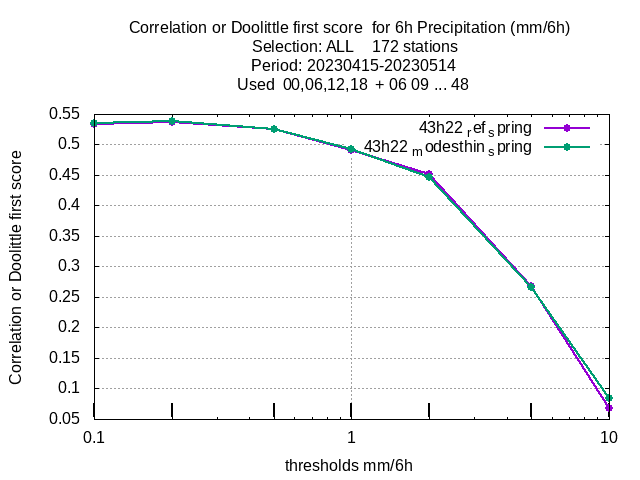 Correlation or Doolittle first score  for 6h Precipitation (mm/6h)
Selection: ALL    172 stations
Period: 20230415-20230514
Used  00,06,12,18  + 06 09 ... 48
43h22 ref spring
43h22 modesthin spring
Correlation or Doolittle first score
0.55
0.5
0.45
0.4
0.35
0.3
0.25
0.2
0.15
0.1
0.05
0.1
1
10
thresholds mm/6h